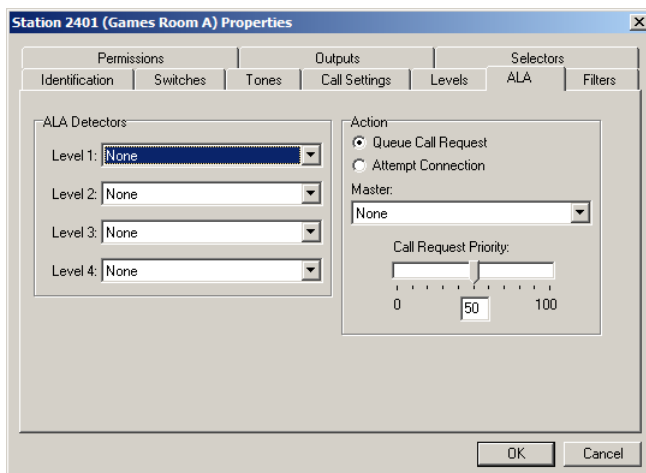 Station 2401 (Games Room A) Properties
Permissions Outputs Selectors
Identification Switches Tones Call Settings Levels ALA Filters
ALA Detectors
Level 1: None
Level 2: None
Level 3: None
Level 4: None
Action
Queue Call Request
Attempt Connection
Master:
None
Call Request Priority:
0 50 100
OK Cancel